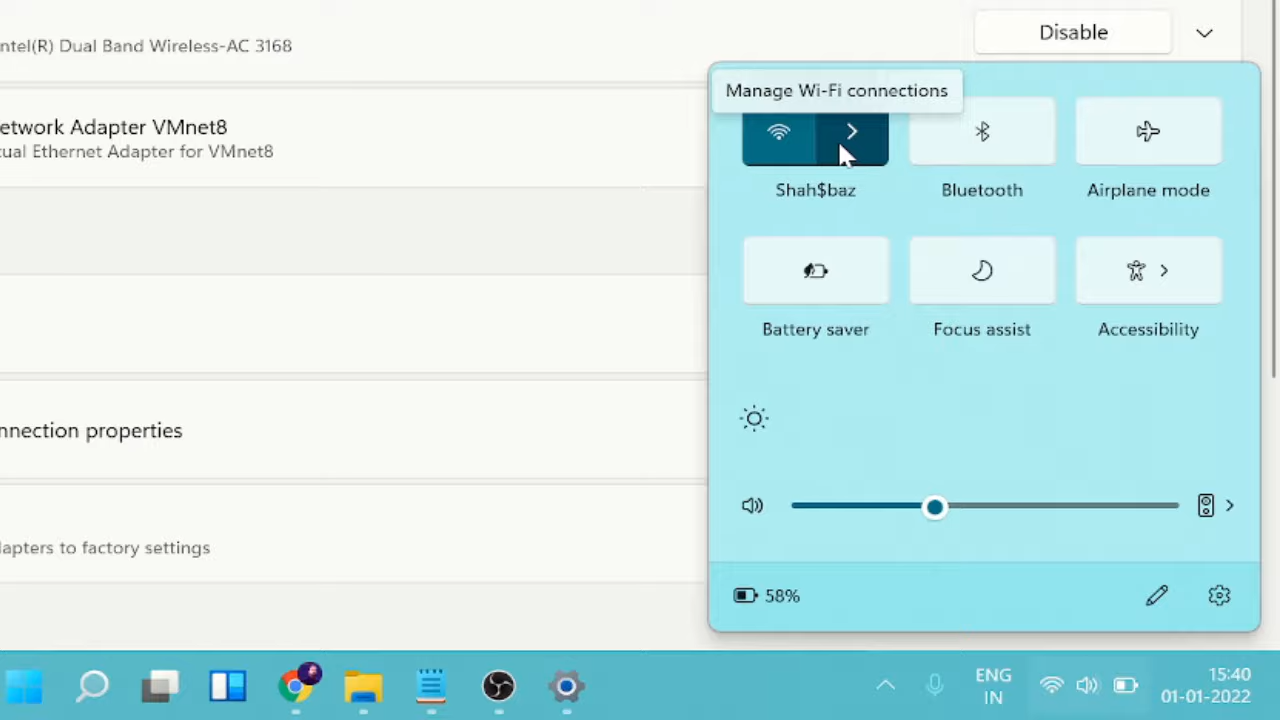 ntel(R) Dual Band Wireless-AC 3168
Disable
etwork Adapter VMnet8
tual Ethernet Adapter for VMnet8
nnection properties
lapters to factory settings
Manage Wi-Fi connections
Shah$baz
Bluetooth
Airplane mode
Battery saver
Focus assist
Accessibility
58%
ENG
IN
15:40
01-01-2022